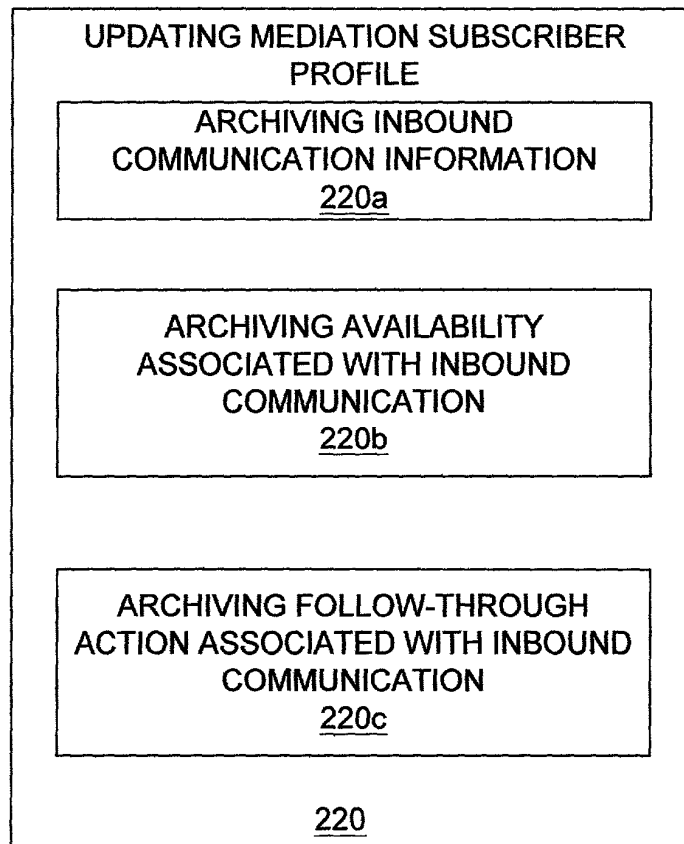 UPDATING MEDIATION SUBSCRIBER
PROFILE
ARCHIVING INBOUND
COMMUNICATION INFORMATION
220a
ARCHIVING AVAILABILITY
ASSOCIATED WITH INBOUND
COMMUNICATION
220b
ARCHIVING FOLLOW-THROUGH
ACTION ASSOCIATED WITH INBOUND
COMMUNICATION
220c
220